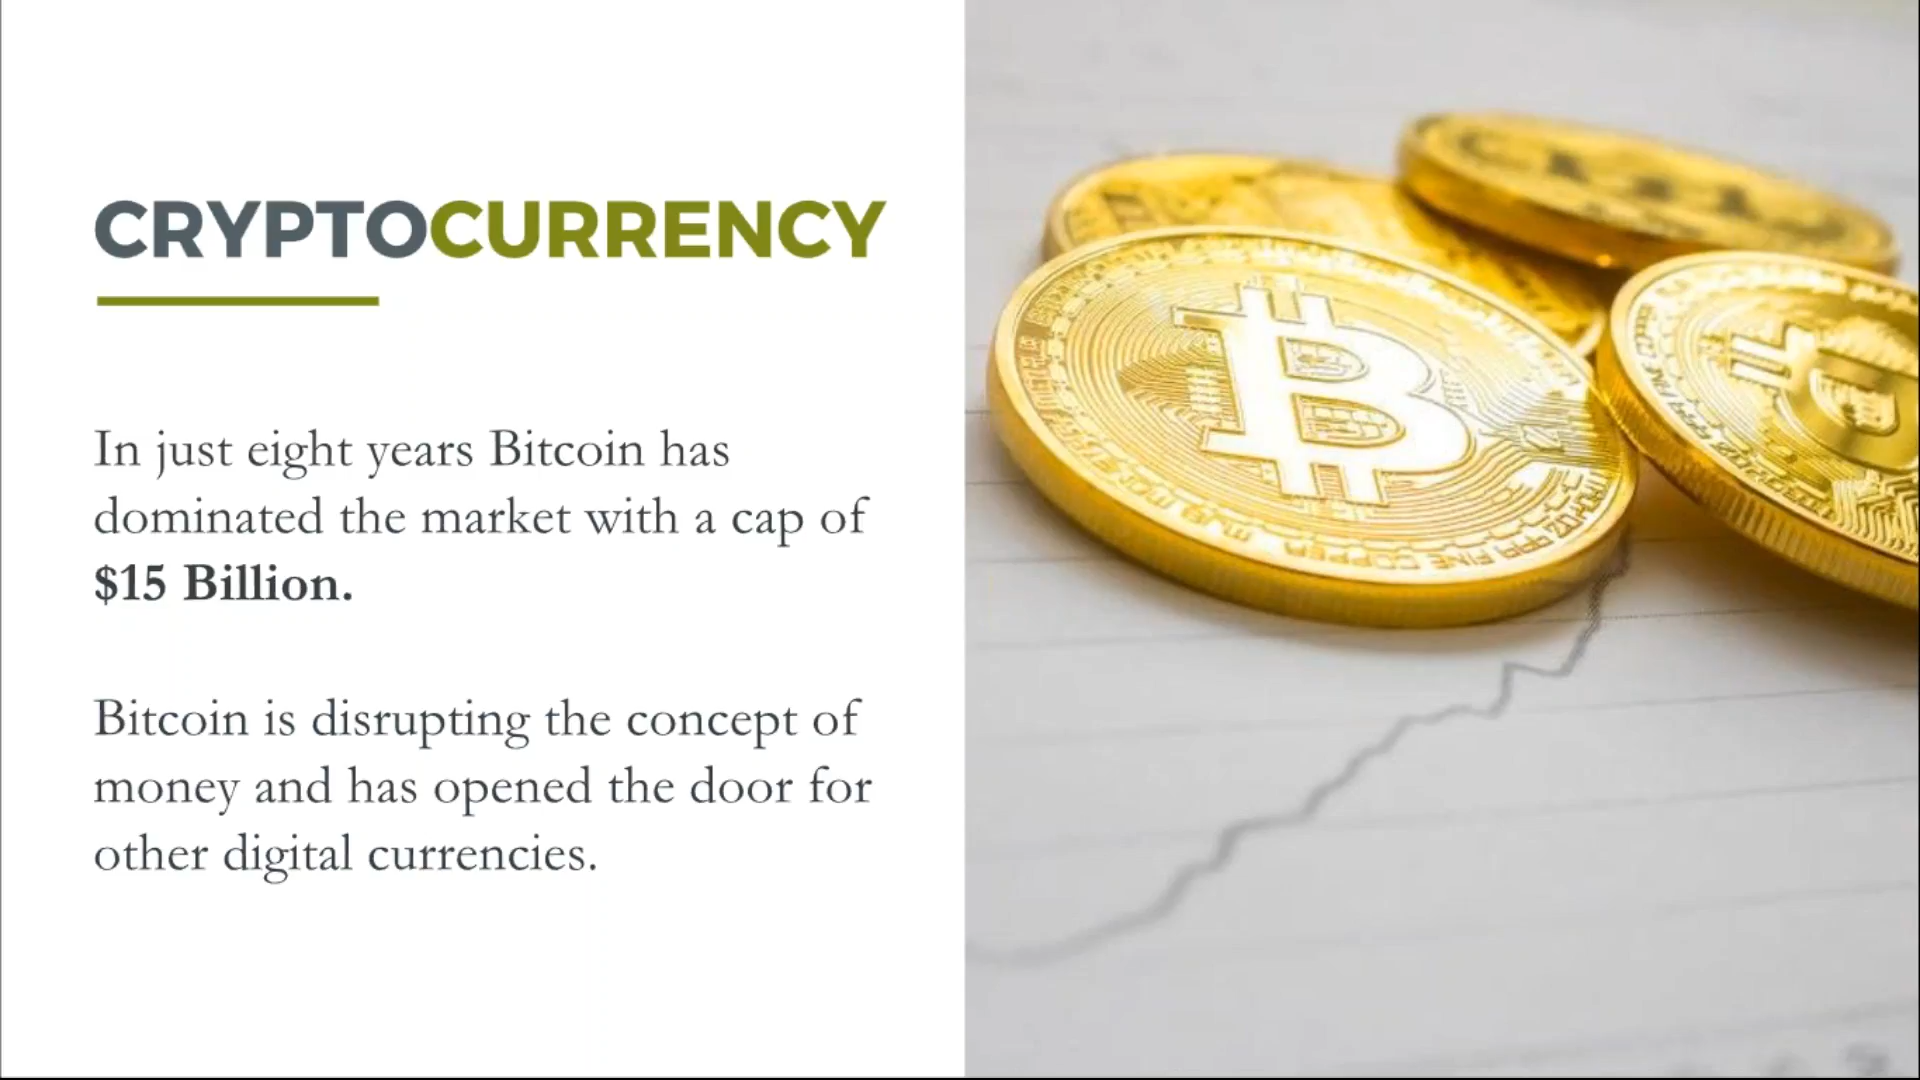 CRYPTOCURRENCY
In just eight years Bitcoin has
dominated the market with a cap of
$15 Billion.
Bitcoin is disrupting the concept of
money and has opened the door for
other digital currencies.